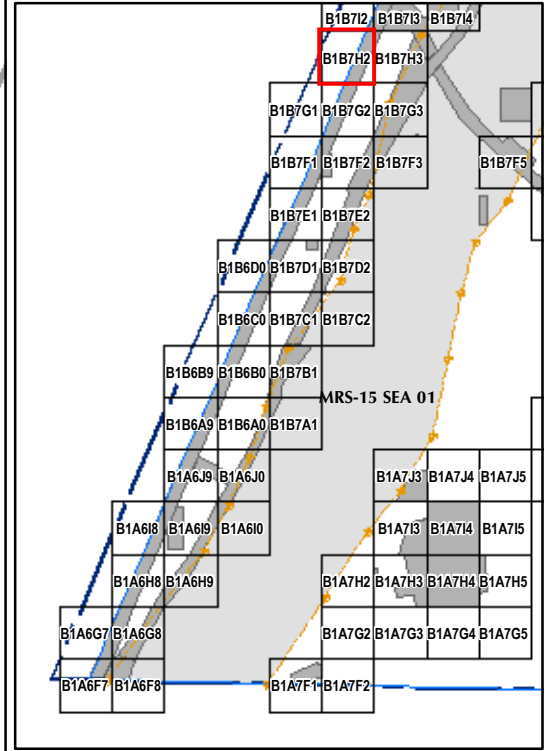 B1B7I2 B1B7I3 B1B7I4
B1B7H2 B1B7H3
B1B7G1 B1B7G2 B1B7G3
B1B7F1 B1B7F2 B1B7F3 B1B7F5
B1B7E1 B1B7E2
B1B6D0 B1B7D1 B1B7D2
B1B6C0 B1B7C1 B1B7C2
B1B6B9 B1B6B0 B1B7B1
MRS-15 SEA 01
B1B6A9 B1B6A0 B1B7A1
B1A6J9 B1A6J0 B1A7J3 B1A7J4 B1A7J5
B1A6I8 B1A6I9 B1A6I0 B1A7I3 B1A7I4 B1A7I5
B1A6H8 B1A6H9 B1A7H2 B1A7H3 B1A7H4 B1A7H5
B1A6G7 B1A6G8 B1A7G2 B1A7G3 B1A7G4 B1A7G5
B1A6F7 B1A6F8 B1A7F1 B1A7F2